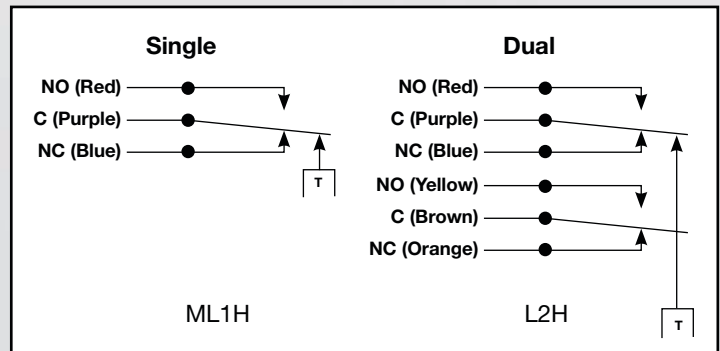 Single
NO (Red)
C (Purple)
NC (Blue)
T
ML1H
Dual
NO (Red)
C (Purple)
NC (Blue)
NO (Yellow)
C (Brown)
NC (Orange)
T
L2H